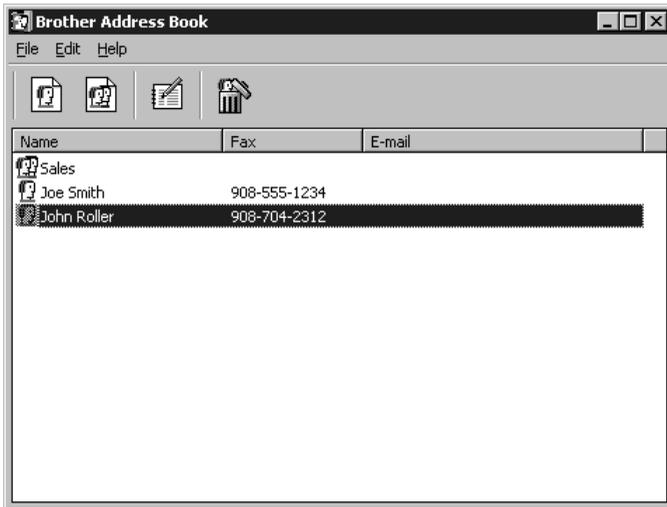 Brother Address Book
File Edit Help
Name Fax E-mail
Sales
Joe Smith 908-555-1234
John Roller 908-704-2312